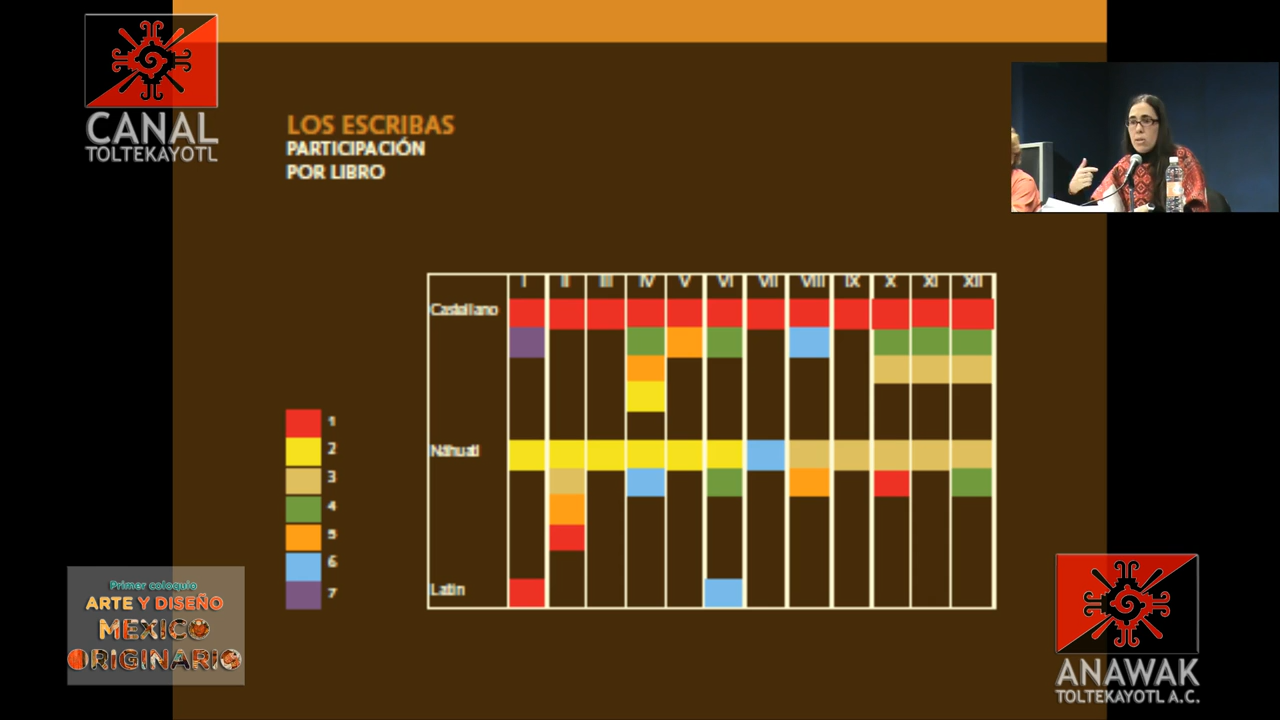 CANAL
TOLTEKAYOTL
LOS ESCRIBAS
PARTICIPACIÓN
POR LIBRO
I II III IV V VI VII VIII IX X XI XII
Castellano
Náhuatl
Latín
1
2
3
4
5
6
7
Primer coloquio
ARTE Y DISEÑO
MEXICO
ORIGINARIO
ANAWAK
TOLTEKAYOTL A.C.